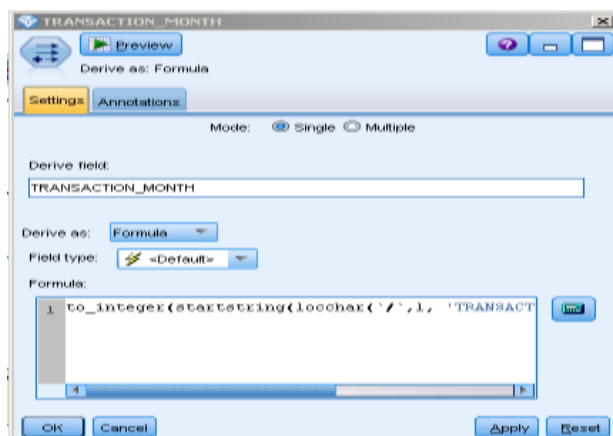 TRANSACTION_MONTH
Preview
Derive as: Formula
Settings Annotations
Mode: Single Multiple
Derive field:
TRANSACTION_MONTH
Derive as: Formula
Field type: <Default>
Formula:
1 to_integer(startstring(locchar(`/`,1, 'TRANSACT
OK Cancel Apply Reset